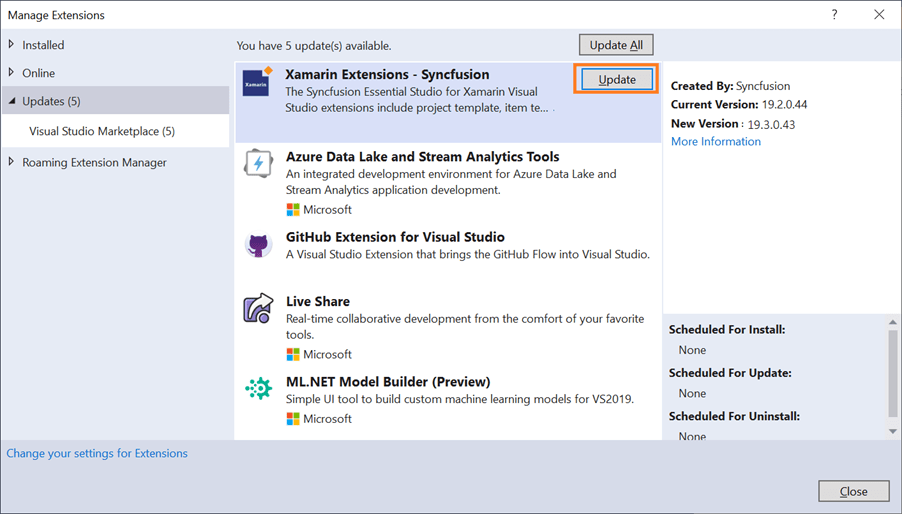 Manage Extensions
?
Installed
Online
Updates (5)
Visual Studio Marketplace (5)
Roaming Extension Manager
You have 5 update(s) available.
Update All
Xamarin
Xamarin Extensions - Syncfusion
Update
The Syncfusion Essential Studio for Xamarin Visual
Studio extensions include project template, item te...
Azure Data Lake and Stream Analytics Tools
An integrated development environment for Azure Data Lake and
Stream Analytics application development.
Microsoft
GitHub Extension for Visual Studio
A Visual Studio Extension that brings the GitHub Flow into Visual Studio.
Live Share
Real-time collaborative development from the comfort of your favorite
tools.
Microsoft
ML.NET Model Builder (Preview)
Simple UI tool to build custom machine learning models for VS2019.
Microsoft
Created By: Syncfusion
Current Version: 19.2.0.44
New Version : 19.3.0.43
More Information
Scheduled For Install:
None
Scheduled For Update:
None
Scheduled For Uninstall:
None
Change your settings for Extensions
Close